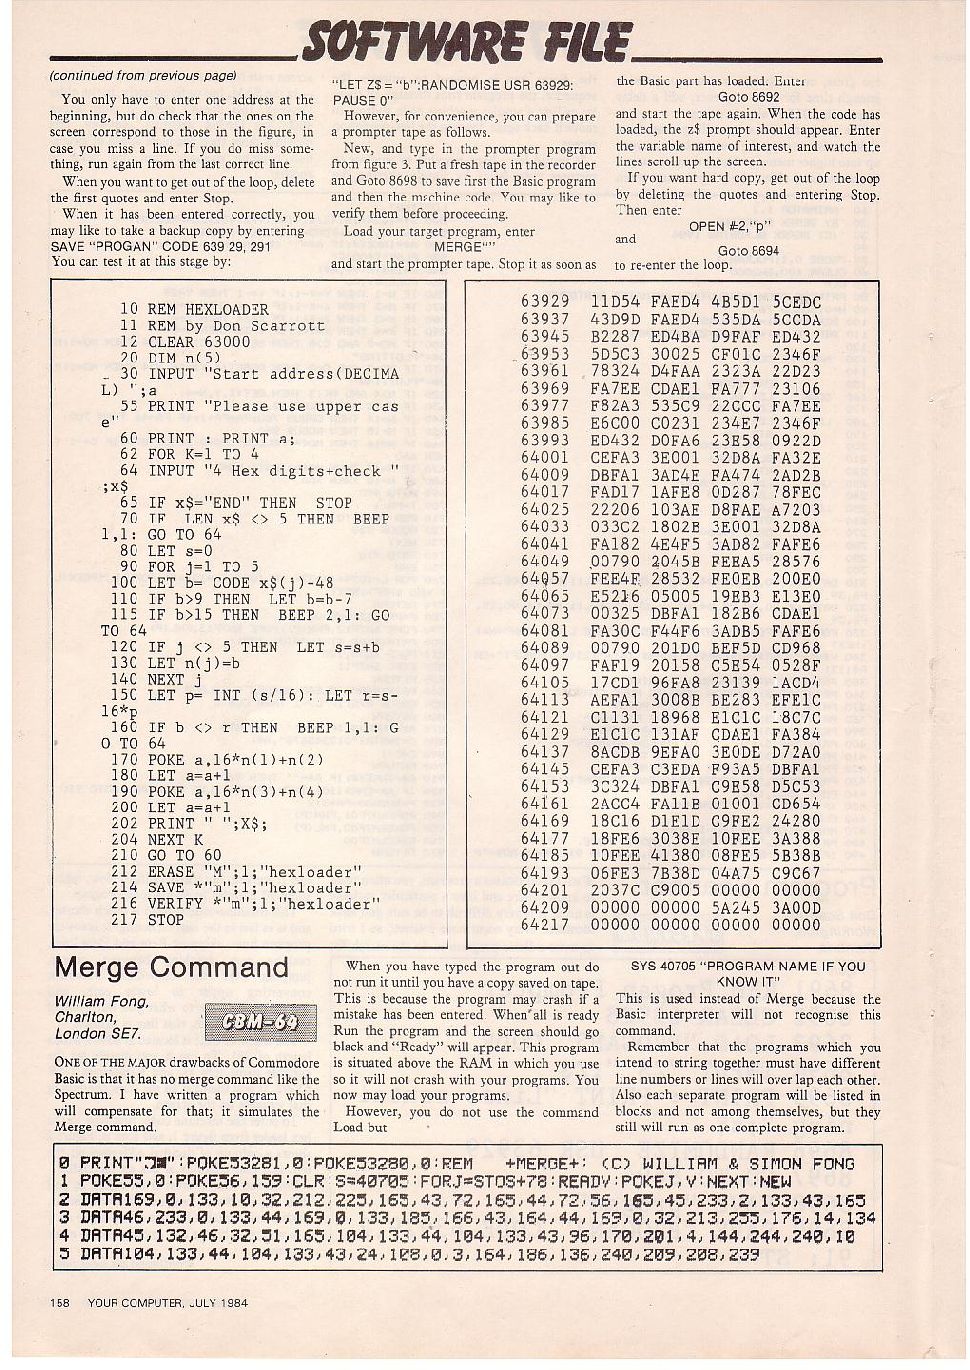 SOFTWARE FILE
(continued from previous page)
You only have to enter one address at the
beginning, but do check that the ones on the
screen correspond to those in the figure, in
case you miss a line. If you do miss some-
thing, run again from the last correct line
When you want to get out of the loop, delete
the first quotes and enter Stop.
When it has been entered correctly, you
may like to take a backup copy by entering
SAVE "PROGAN" CODE 639 29, 291
You can test it at this stage by:
"LET Z$ = "b":RANDOMISE USR 63929:
PAUSE 0"
However, for convenience, you can prepare
a prompter tape as follows.
New, and type in the prompter program
from figure 3. Put a fresh tape in the recorder
and Goto 8698 to save first the Basic program
and then the machine code. You may like to
verify them before proceeding.
Load your target program, enter
MERGE""
and start the prompter tape. Stop it as soon as
the Basic part has loaded. Enter
Goto 8692
and start the tape again. When the code has
loaded, the z$ prompt should appear. Enter
the variable name of interest, and watch the
lines scroll up the screen.
If you want hard copy, get out of the loop
by deleting the quotes and entering Stop.
Then enter
OPEN #2,"p"
and
Goto 8694
to re-enter the loop.
10 REM HEXLOADER
11 REM by Don Scarrott
12 CLEAR 63000
20 DIM n(5)
30 INPUT "Start address(DECIMA
L) ";a
55 PRINT "Please use upper cas
e"
60 PRINT : PRINT a;
62 FOR K=1 TO 4
64 INPUT "4 Hex digits+check "
;x$
65 IF x$="END" THEN STOP
70 IF LEN x$ <> 5 THEN BEEP
1,1: GO TO 64
80 LET s=0
90 FOR j=1 TO 5
100 LET b= CODE x$(j)-48
110 IF b>9 THEN LET b=b-7
115 IF b>15 THEN BEEP 2,1: GO
TO 64
120 IF j <> 5 THEN LET s=s+b
130 LET n(j)=b
140 NEXT j
150 LET p= INT (s/16): LET r=s-
16*p
160 IF b <> r THEN BEEP 1,1: G
O TO 64
170 POKE a,16*n(1)+n(2)
180 LET a=a+1
190 POKE a,16*n(3)+n(4)
200 LET a=a+1
202 PRINT " ";X$;
204 NEXT K
210 GO TO 60
212 ERASE "M";1;"hexloader"
214 SAVE *"m";1;"hexloader"
216 VERIFY *"m";1;"hexloader"
217 STOP
63929 11D54 FAED4 4B5D1 5CEDC
63937 43D9D FAED4 535DA 5CCDA
63945 B2287 ED4BA D9FAF ED432
63953 5D5C3 30025 CF01C 2346F
63961 78324 D4FAA 2323A 22D23
63969 FA7EE CDAE1 FA777 23106
63977 F82A3 535C9 22CCC FA7EE
63985 E6C00 C0231 234E7 2346F
63993 ED432 D0FA6 23E58 0922D
64001 CEFA3 3E001 32D8A FA32E
64009 DBFA1 3AD4E FA474 2AD2B
64017 FAD17 1AFE8 0D287 78FEC
64025 22206 103AE D8FAE A7203
64033 033C2 1802B 3E001 32D8A
64041 FA182 4E4F5 3AD82 FAFE6
64049 00790 2045B FEEA5 28576
64057 FEE4F 28532 FE0EB 200E0
64065 E5216 05005 19EB3 E13E0
64073 00325 DBFA1 182B6 CDAE1
64081 FA30C F44F6 3ADB5 FAFE6
64089 00790 201D0 BEF5D CD968
64097 FAF19 20158 C5E54 0528F
64105 17CD1 96FA8 23139 1ACD4
64113 AEFA1 3008B BE283 EFE1C
64121 C1131 18968 E1C1C 18C7C
64129 E1C1C 131AF CDAE1 FA384
64137 8ACDB 9EFA0 3E0DE D72A0
64145 CEFA3 C3EDA F93A5 DBFA1
64153 3C324 DBFA1 C9E58 D5C53
64161 2ACC4 FA11B 01001 CD654
64169 18C16 D1E1D C9FE2 24280
64177 18FE6 3038E 10FEE 3A388
64185 10FEE 41380 08FE5 5B38B
64193 06FE3 7B38D 04A75 C9C67
64201 2037C C9005 00000 00000
64209 00000 00000 5A245 3A00D
64217 00000 00000 00000 00000
Merge Command
William Fong,
Charlton,
London SE7.
CBM-64
ONE OF THE MAJOR drawbacks of Commodore
Basic is that it has no merge command like the
Spectrum. I have written a program which
will compensate for that; it simulates the
Merge command.
When you have typed the program out do
not run it until you have a copy saved on tape.
This is because the program may crash if a
mistake has been entered. When all is ready
Run the program and the screen should go
black and "Ready" will appear. This program
is situated above the RAM in which you use
so it will not crash with your programs. You
now may load your programs.
However, you do not use the command
Load but
SYS 40705 "PROGRAM NAME IF YOU
KNOW IT"
This is used instead of Merge because the
Basic interpreter will not recognise this
command.
Remember that the programs which you
intend to string together must have different
line numbers or lines will over lap each other.
Also each separate program will be listed in
blocks and not among themselves, but they
still will run as one complete program.
0 PRINT" ":POKE53281,0:POKE53280,0:REM +MERGE+: (C) WILLIAM & SIMON FONG
1 POKE55,0:POKE56,159:CLR S=40705:FORJ=STOS+78:READV:POKEJ,V:NEXT:NEW
2 DATA169,0,133,10,32,212,225,165,43,72,165,44,72,56,165,45,233,2,133,43,165
3 DATA46,233,0,133,44,169,0,133,185,166,43,164,44,169,0,32,213,255,176,14,134
4 DATA45,132,46,32,51,165,104,133,44,104,133,43,96,170,201,4,144,244,240,10
5 DATA104,133,44,104,133,43,24,108,0,3,164,186,136,240,209,208,239
158 YOUR COMPUTER, JULY 1984